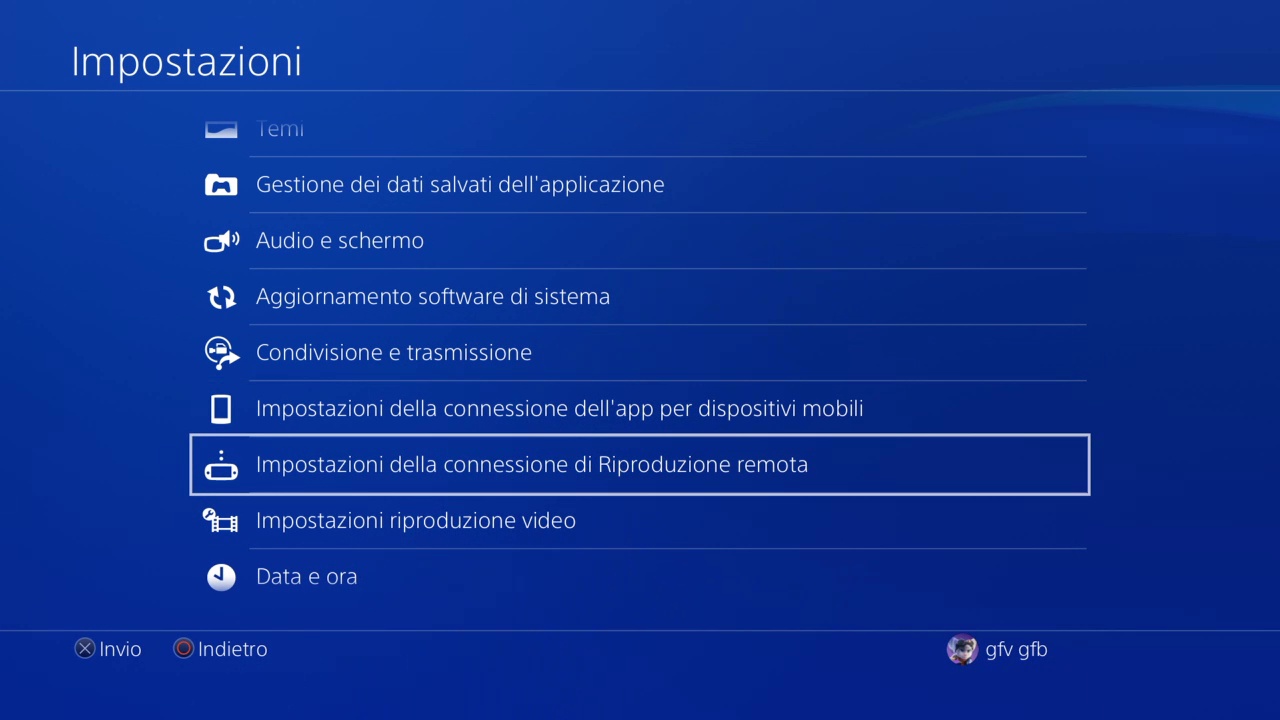 Impostazioni
Temi
Gestione dei dati salvati dell'applicazione
Audio e schermo
Aggiornamento software di sistema
Condivisione e trasmissione
Impostazioni della connessione dell'app per dispositivi mobili
Impostazioni della connessione di Riproduzione remota
Impostazioni riproduzione video
Data e ora
Invio Indietro gfv gfb